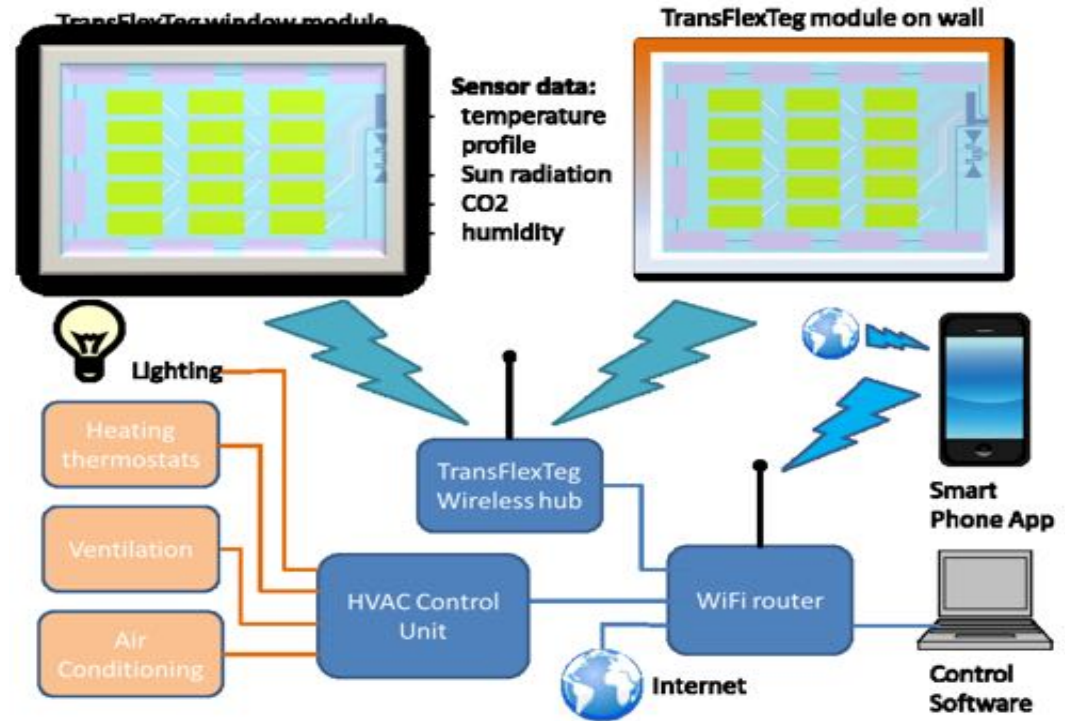 TransFlexTeg window module
TransFlexTeg module on wall
Sensor data:
temperature
profile
Sun radiation
CO2
humidity
Lighting
Heating
thermostats
Ventilation
Air
Conditioning
TransFlexTeg
Wireless hub
HVAC Control
Unit
WiFi router
Internet
Smart
Phone App
Control
Software